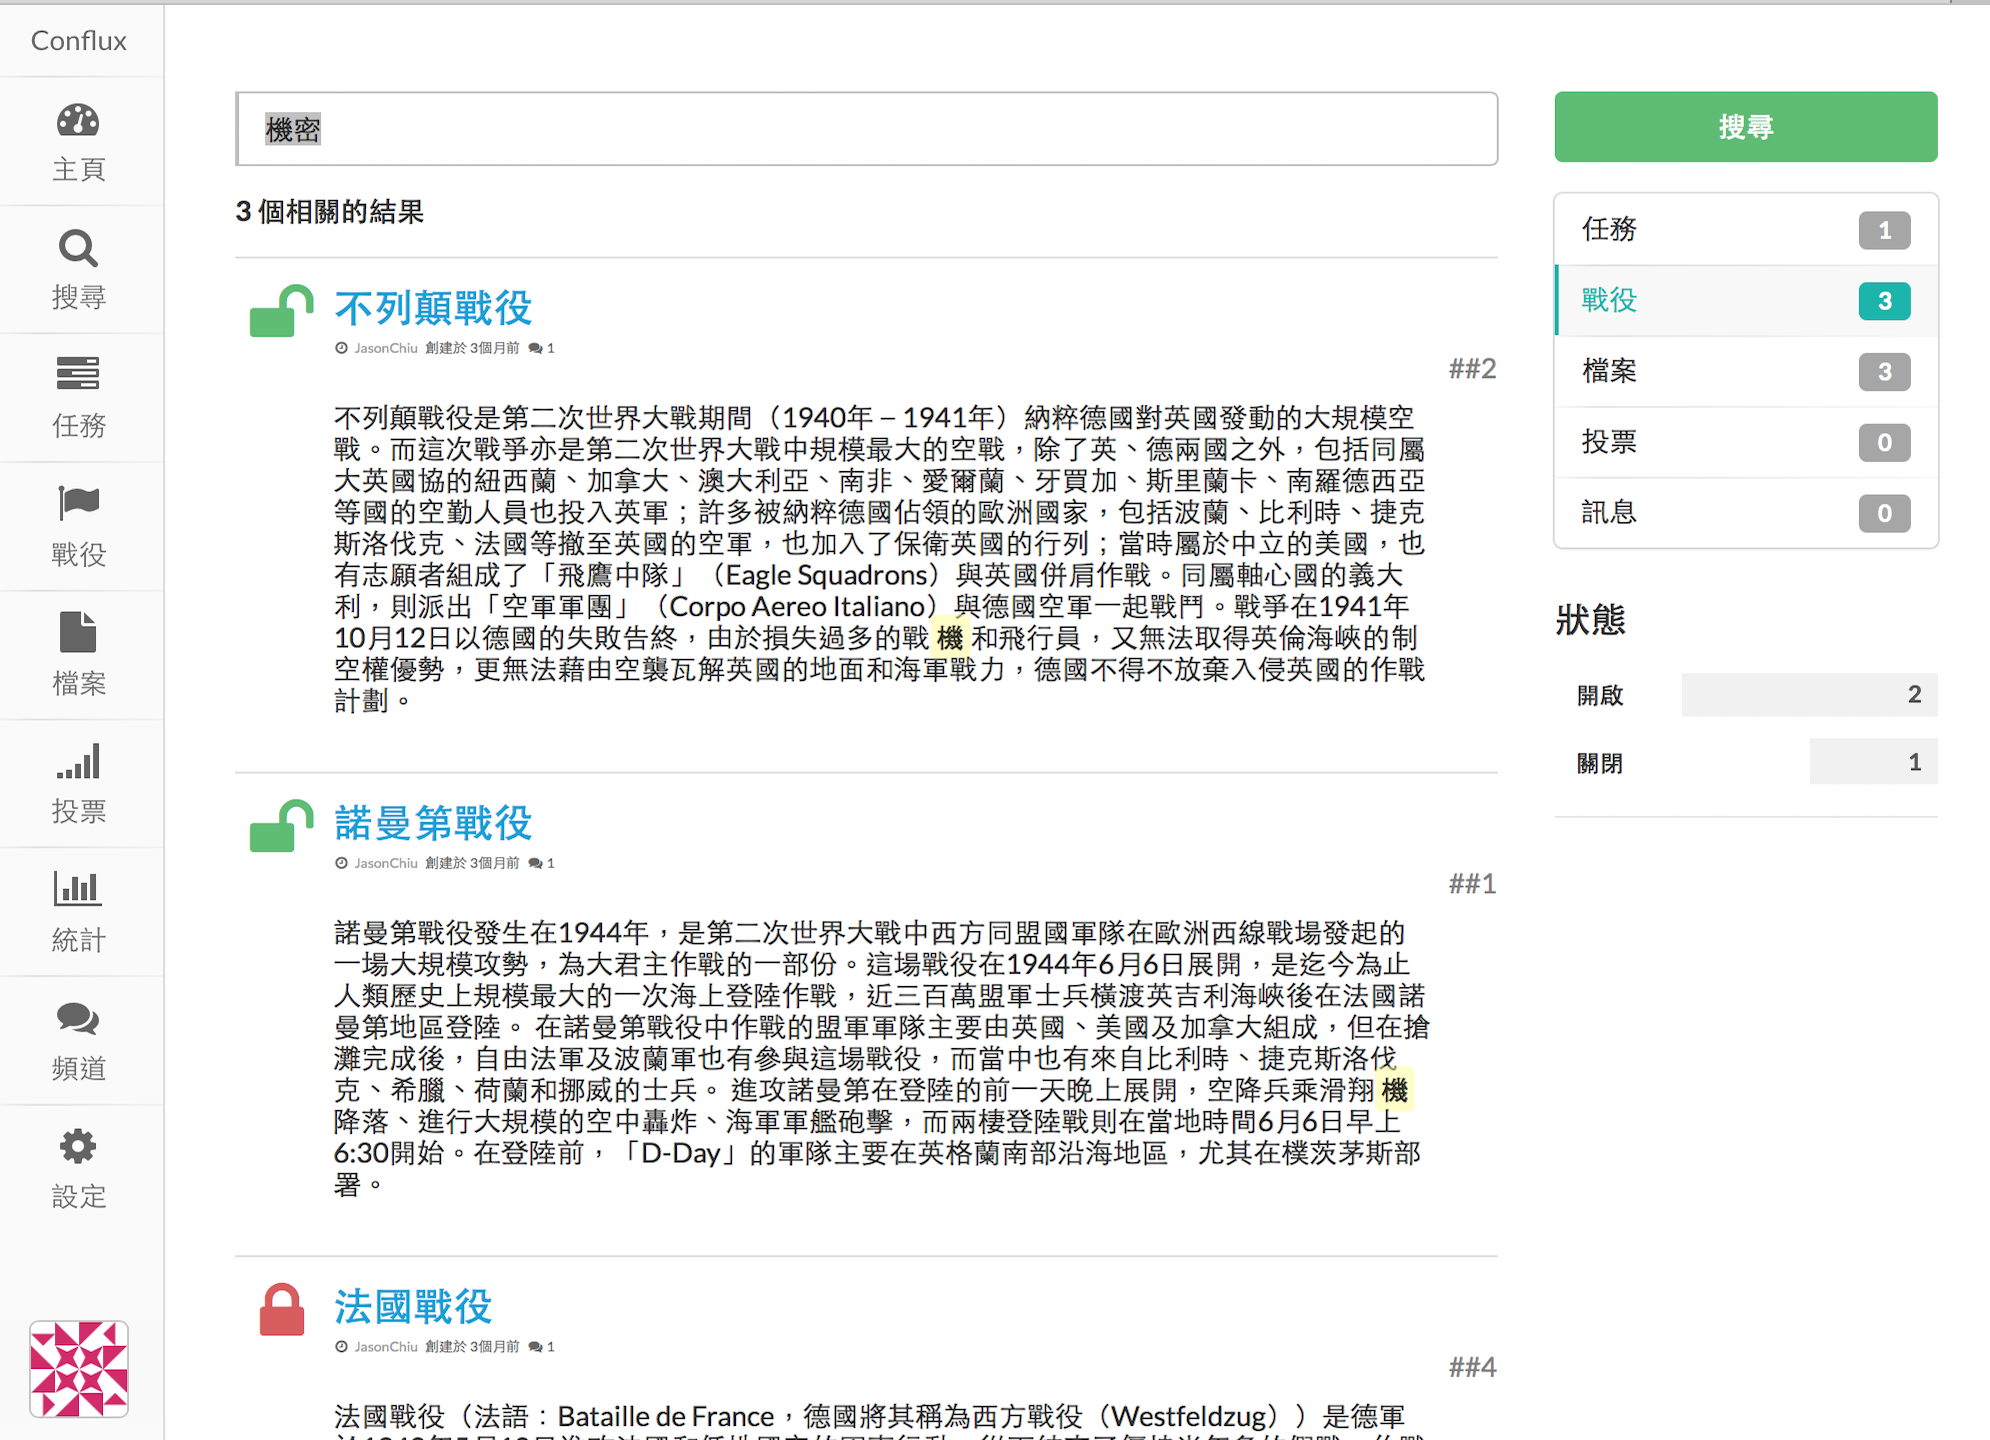 Conflux
主頁
搜尋
任務
戰役
檔案
投票
統計
頻道
設定
機密
3 個相關的結果
不列顛戰役
JasonChiu 創建於 3個月前 1
##2
不列顛戰役是第二次世界大戰期間（1940年 – 1941年）納粹德國對英國發動的大規模空
戰。而這次戰爭亦是第二次世界大戰中規模最大的空戰，除了英、德兩國之外，包括同屬
大英國協的紐西蘭、加拿大、澳大利亞、南非、愛爾蘭、牙買加、斯里蘭卡、南羅德西亞
等國的空勤人員也投入英軍；許多被納粹德國佔領的歐洲國家，包括波蘭、比利時、捷克
斯洛伐克、法國等撤至英國的空軍，也加入了保衛英國的行列；當時屬於中立的美國，也
有志願者組成了「飛鷹中隊」（Eagle Squadrons）與英國併肩作戰。同屬軸心國的義大
利，則派出「空軍軍團」（Corpo Aereo Italiano）與德國空軍一起戰鬥。戰爭在1941年
10月12日以德國的失敗告終，由於損失過多的戰 機 和飛行員，又無法取得英倫海峽的制
空權優勢，更無法藉由空襲瓦解英國的地面和海軍戰力，德國不得不放棄入侵英國的作戰
計劃。
諾曼第戰役
JasonChiu 創建於 3個月前 1
##1
諾曼第戰役發生在1944年，是第二次世界大戰中西方同盟國軍隊在歐洲西線戰場發起的
一場大規模攻勢，為大君主作戰的一部份。這場戰役在1944年6月6日展開，是迄今為止
人類歷史上規模最大的一次海上登陸作戰，近三百萬盟軍士兵橫渡英吉利海峽後在法國諾
曼第地區登陸。 在諾曼第戰役中作戰的盟軍軍隊主要由英國、美國及加拿大組成，但在搶
灘完成後，自由法軍及波蘭軍也有參與這場戰役，而當中也有來自比利時、捷克斯洛伐
克、希臘、荷蘭和挪威的士兵。 進攻諾曼第在登陸的前一天晚上展開，空降兵乘滑翔 機
降落、進行大規模的空中轟炸、海軍軍艦砲擊，而兩棲登陸戰則在當地時間6月6日早上
6:30開始。在登陸前，「D-Day」的軍隊主要在英格蘭南部沿海地區，尤其在樸茨茅斯部
署。
法國戰役
JasonChiu 創建於 3個月前 1
##4
法國戰役（法語：Bataille de France，德國將其稱為西方戰役（Westfeldzug））是德軍
搜尋
任務 1
戰役 3
檔案 3
投票 0
訊息 0
狀態
開啟 2
關閉 1